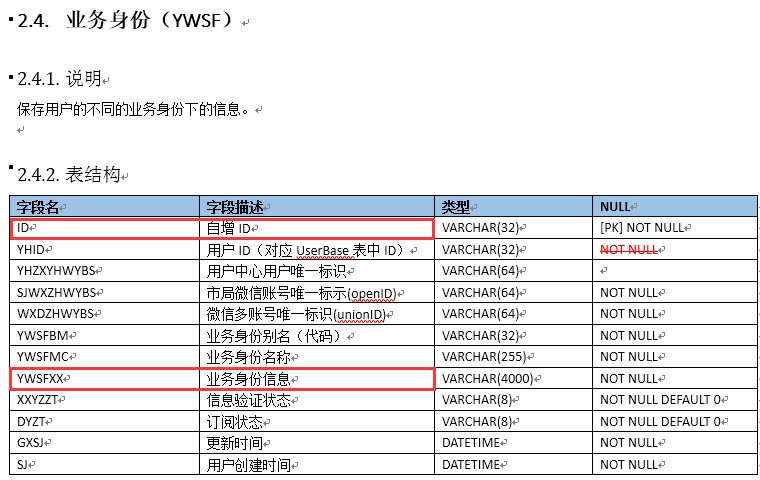 2.4. 业务身份（YWSF）
2.4.1. 说明
保存用户的不同的业务身份下的信息。
2.4.2. 表结构
字段名 字段描述 类型 NULL
ID 自增 ID VARCHAR(32) [PK] NOT NULL
YHID 用户 ID（对应 UserBase 表中 ID） VARCHAR(32) NOT NULL
YHZXYHWYBS 用户中心用户唯一标识 VARCHAR(64)
SJWXZHWYBS 市局微信账号唯一标示(openID) VARCHAR(64) NOT NULL
WXDZHWYBS 微信多账号唯一标识(unionID) VARCHAR(64) NOT NULL
YWSFBM 业务身份别名（代码） VARCHAR(32) NOT NULL
YWSFMC 业务身份名称 VARCHAR(255) NOT NULL
YWSFXX 业务身份信息 VARCHAR(4000) NOT NULL
XXYZZT 信息验证状态 VARCHAR(8) NOT NULL DEFAULT 0
DYZT 订阅状态 VARCHAR(8) NOT NULL DEFAULT 0
GXSJ 更新时间 DATETIME NOT NULL
SJ 用户创建时间 DATETIME NOT NULL